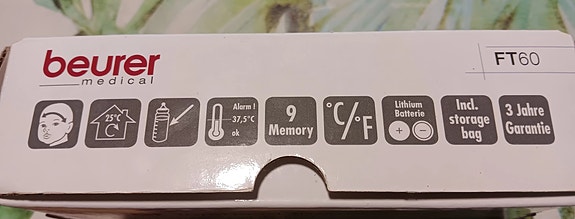 beurer
medical
FT60
25°C
Alarm !
37,5°C
ok
9
Memory
°C/°F
Lithium
Batterie
+ -
Incl.
storage
bag
3 Jahre
Garantie